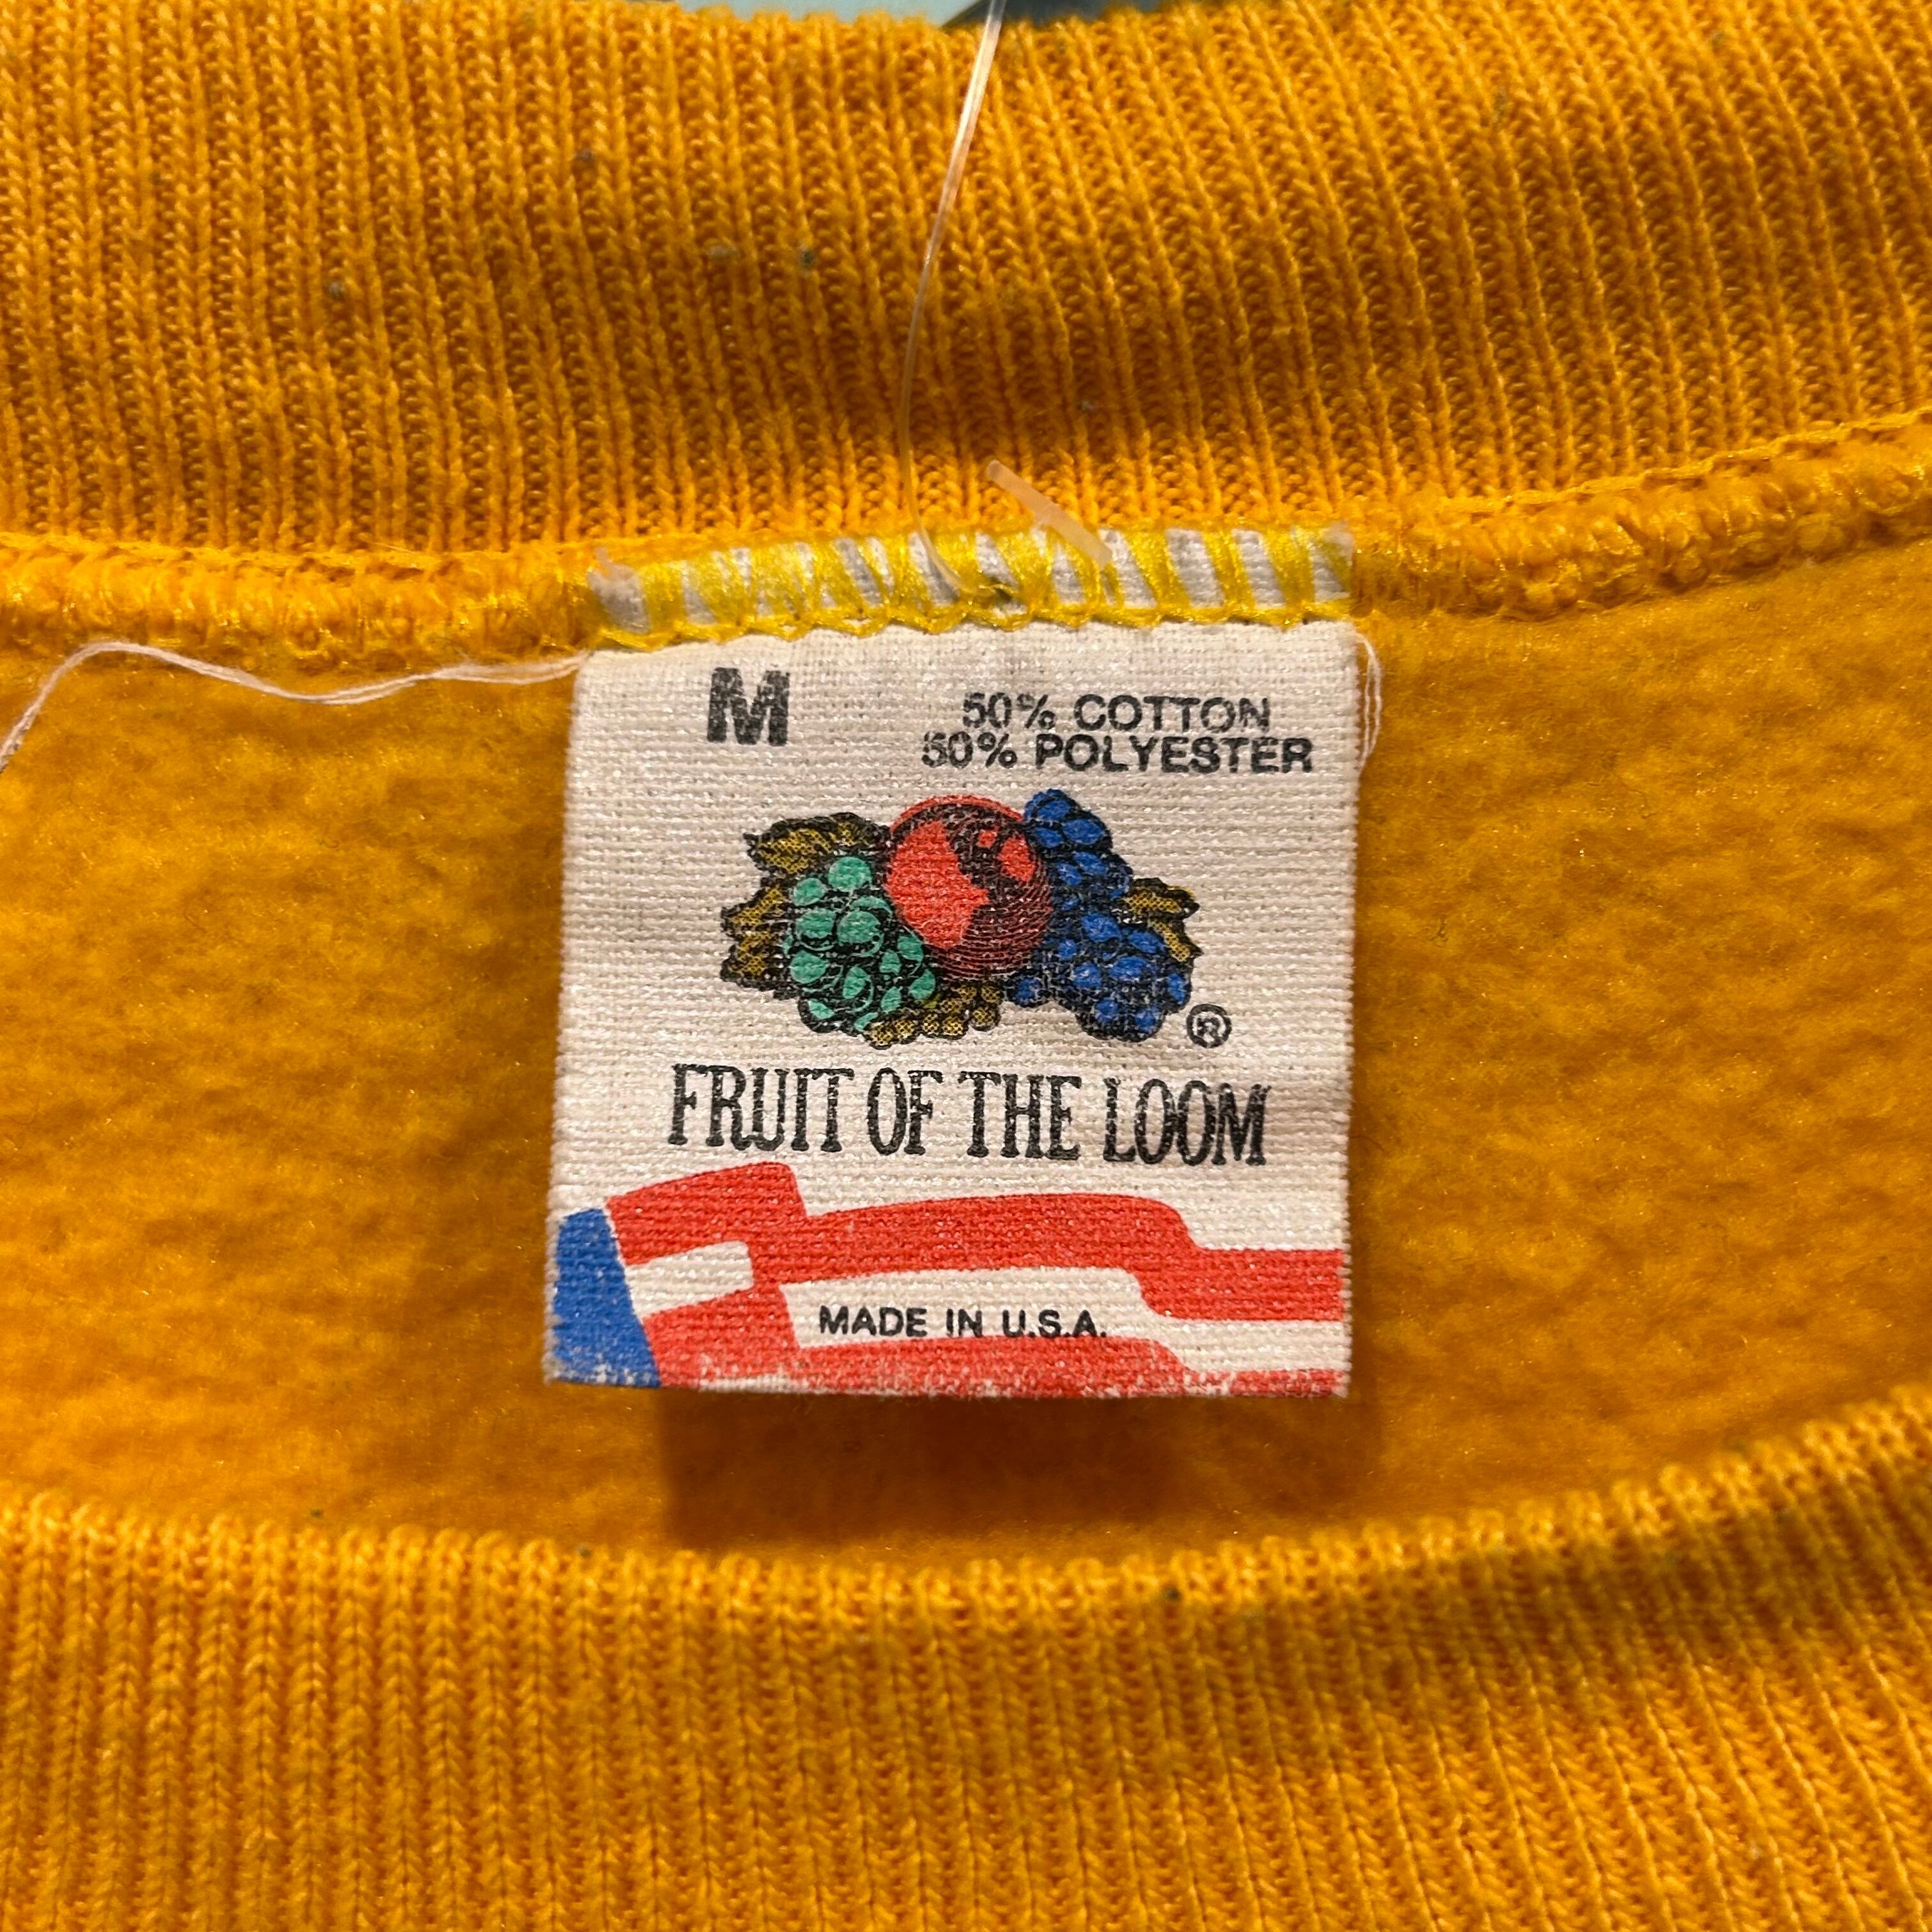 M
50% COTTON
50% POLYESTER
®
FRUIT OF THE LOOM
MADE IN U.S.A.